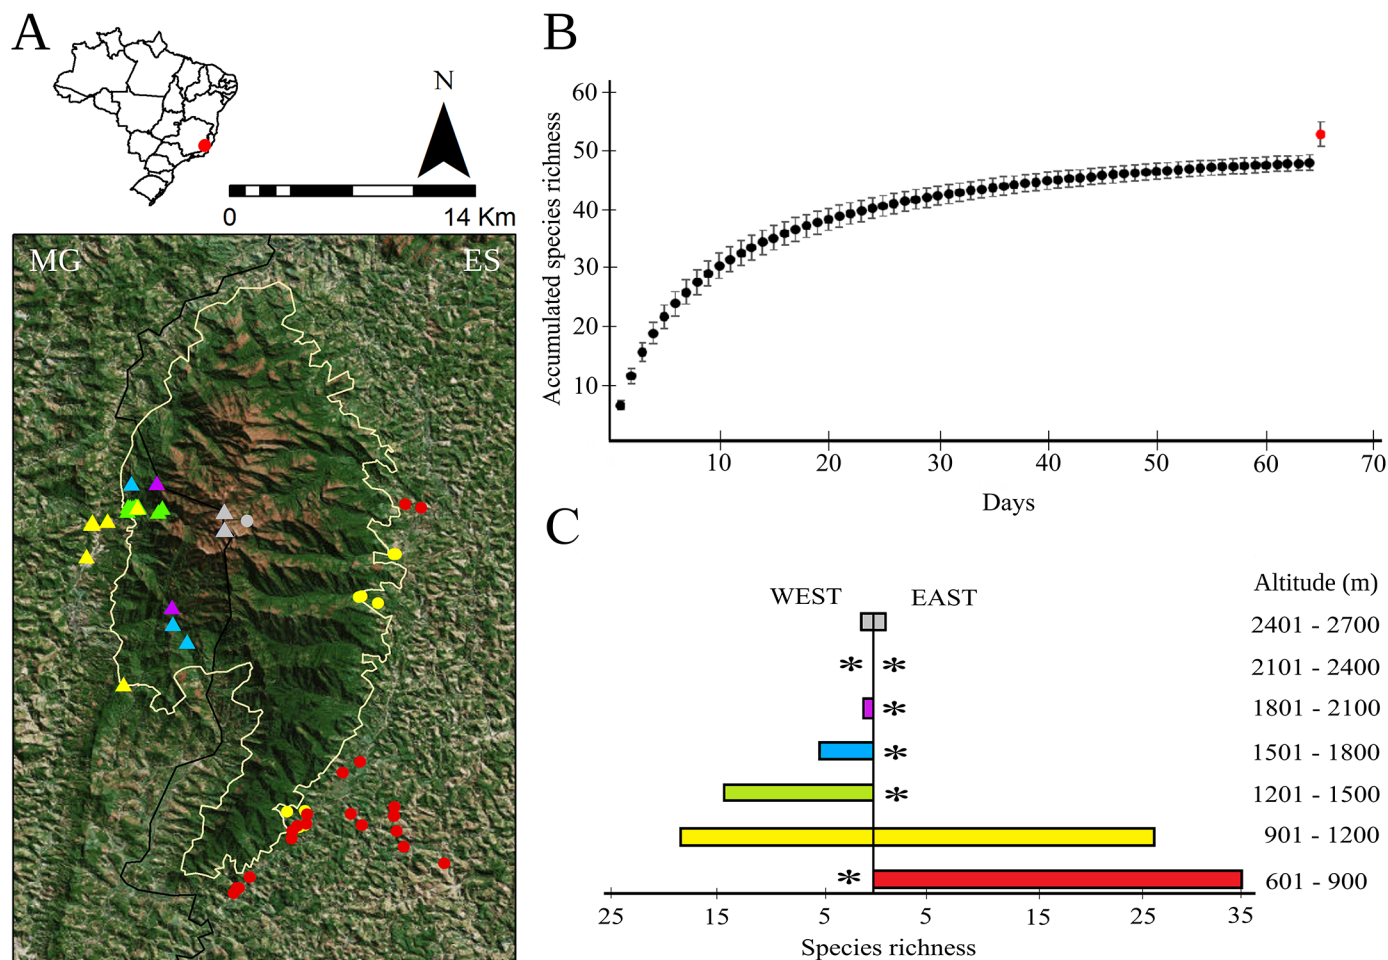 A
N
0 14 Km
MG ES
B
Accumulated species richness
60
50
40
30
20
10
10 20 30 40 50 60 70
Days
C
WEST EAST
Altitude (m)
2401 - 2700
* * 2101 - 2400
* 1801 - 2100
* 1501 - 1800
* 1201 - 1500
901 - 1200
* 601 - 900
25 15 5 5 15 25 35
Species richness